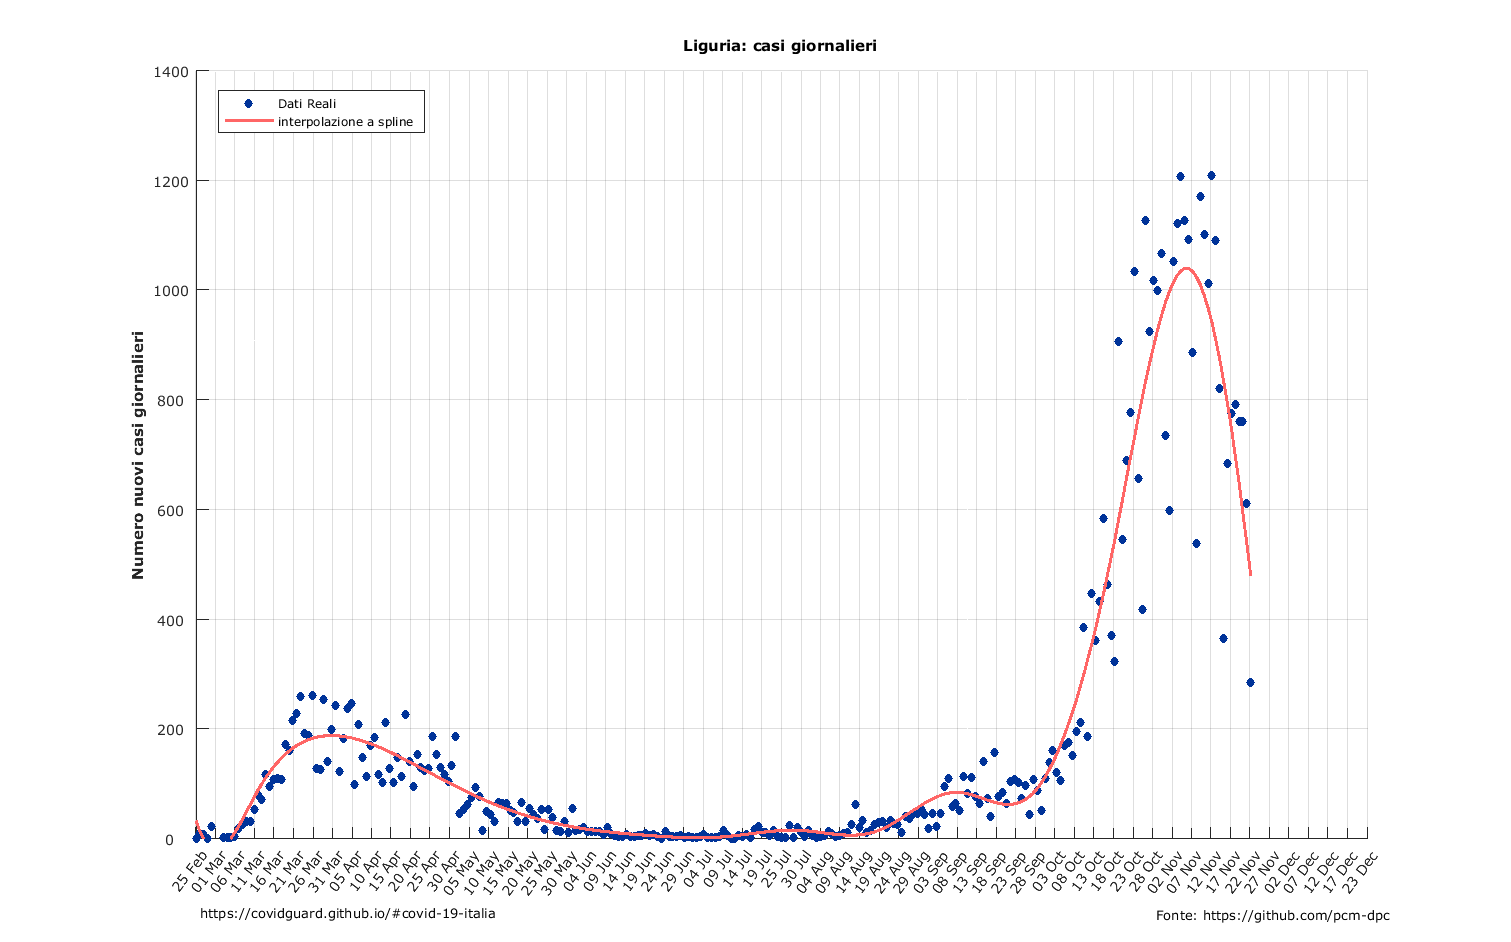 Liguria: casi giornalieri
Dati Reali
interpolazione a spline
Numero nuovi casi giornalieri
1400
1200
1000
800
600
400
200
0
25 Feb
01 Mar
06 Mar
11 Mar
16 Mar
21 Mar
26 Mar
31 Mar
05 Apr
10 Apr
15 Apr
20 Apr
25 Apr
30 Apr
05 May
10 May
15 May
20 May
25 May
30 May
04 Jun
09 Jun
14 Jun
19 Jun
24 Jun
29 Jun
04 Jul
09 Jul
14 Jul
19 Jul
25 Jul
30 Jul
04 Aug
09 Aug
14 Aug
19 Aug
24 Aug
29 Aug
03 Sep
08 Sep
13 Sep
18 Sep
23 Sep
28 Sep
03 Oct
08 Oct
13 Oct
18 Oct
23 Oct
28 Oct
02 Nov
07 Nov
12 Nov
17 Nov
22 Nov
27 Nov
02 Dec
07 Dec
12 Dec
17 Dec
23 Dec
https://covidguard.github.io/#covid-19-italia
Fonte: https://github.com/pcm-dpc